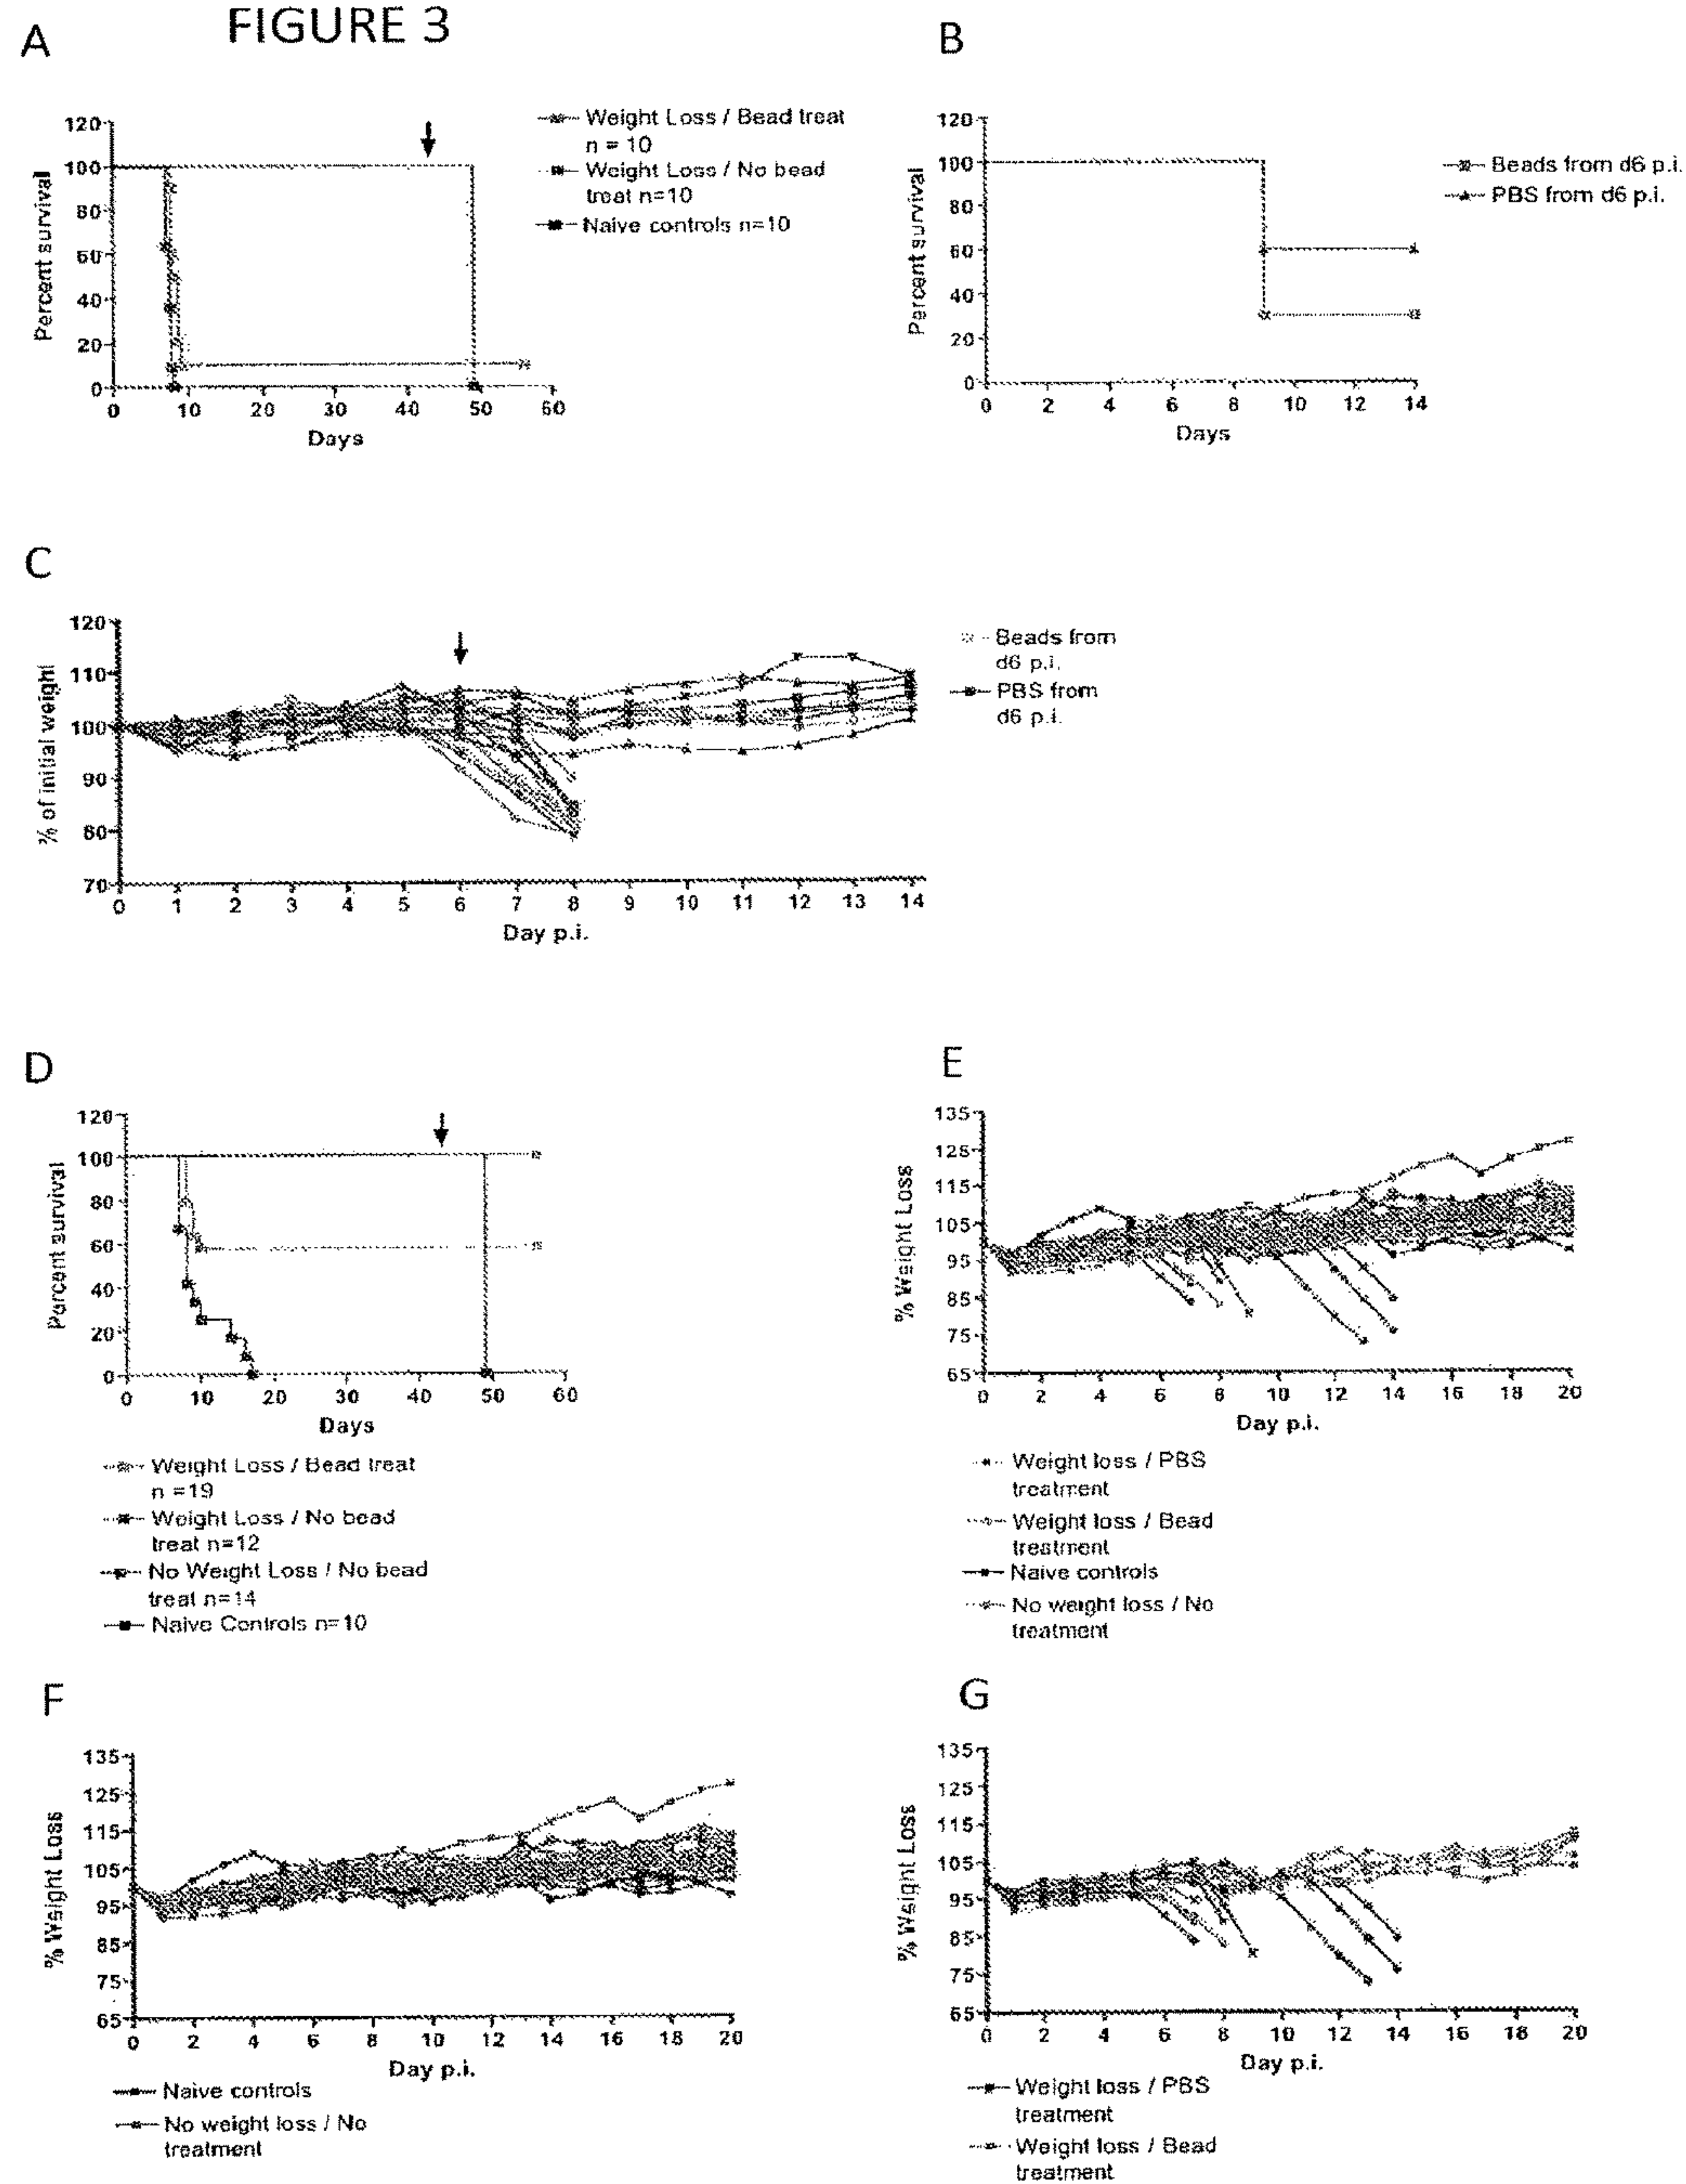 FIGURE 3
A
120
100
80
60
40
20
0
Percent survival
0 10 20 30 40 50 60
Days
Weight Loss / Bead treat
n = 10
Weight Loss / No bead
treat n=10
Naive controls n=10
B
120
100
80
60
40
20
0
Percent survival
0 2 4 6 8 10 12 14
Days
Beads from d6 p.i.
PBS from d6 p.i.
C
120
110
100
90
80
70
% of initial weight
0 1 2 3 4 5 6 7 8 9 10 11 12 13 14
Day p.i.
Beads from
d6 p.i.
PBS from
d6 p.i.
D
120
100
80
60
40
20
0
Percent survival
0 10 20 30 40 50 60
Days
Weight Loss / Bead treat
n =19
Weight Loss / No bead
treat n=12
No Weight Loss / No bead
treat n=14
Naive Controls n=10
E
135
125
115
105
95
85
75
65
% Weight Loss
0 2 4 6 8 10 12 14 16 18 20
Day p.i.
Weight loss / PBS
treatment
Weight loss / Bead
treatment
Naive controls
No weight loss / No
treatment
F
135
125
115
105
95
85
75
65
% Weight Loss
0 2 4 6 8 10 12 14 16 18 20
Day p.i.
Naive controls
No weight loss / No
treatment
G
135
125
115
105
95
85
75
65
% Weight Loss
0 2 4 6 8 10 12 14 16 18 20
Day p.i.
Weight loss / PBS
treatment
Weight loss / Bead
treatment